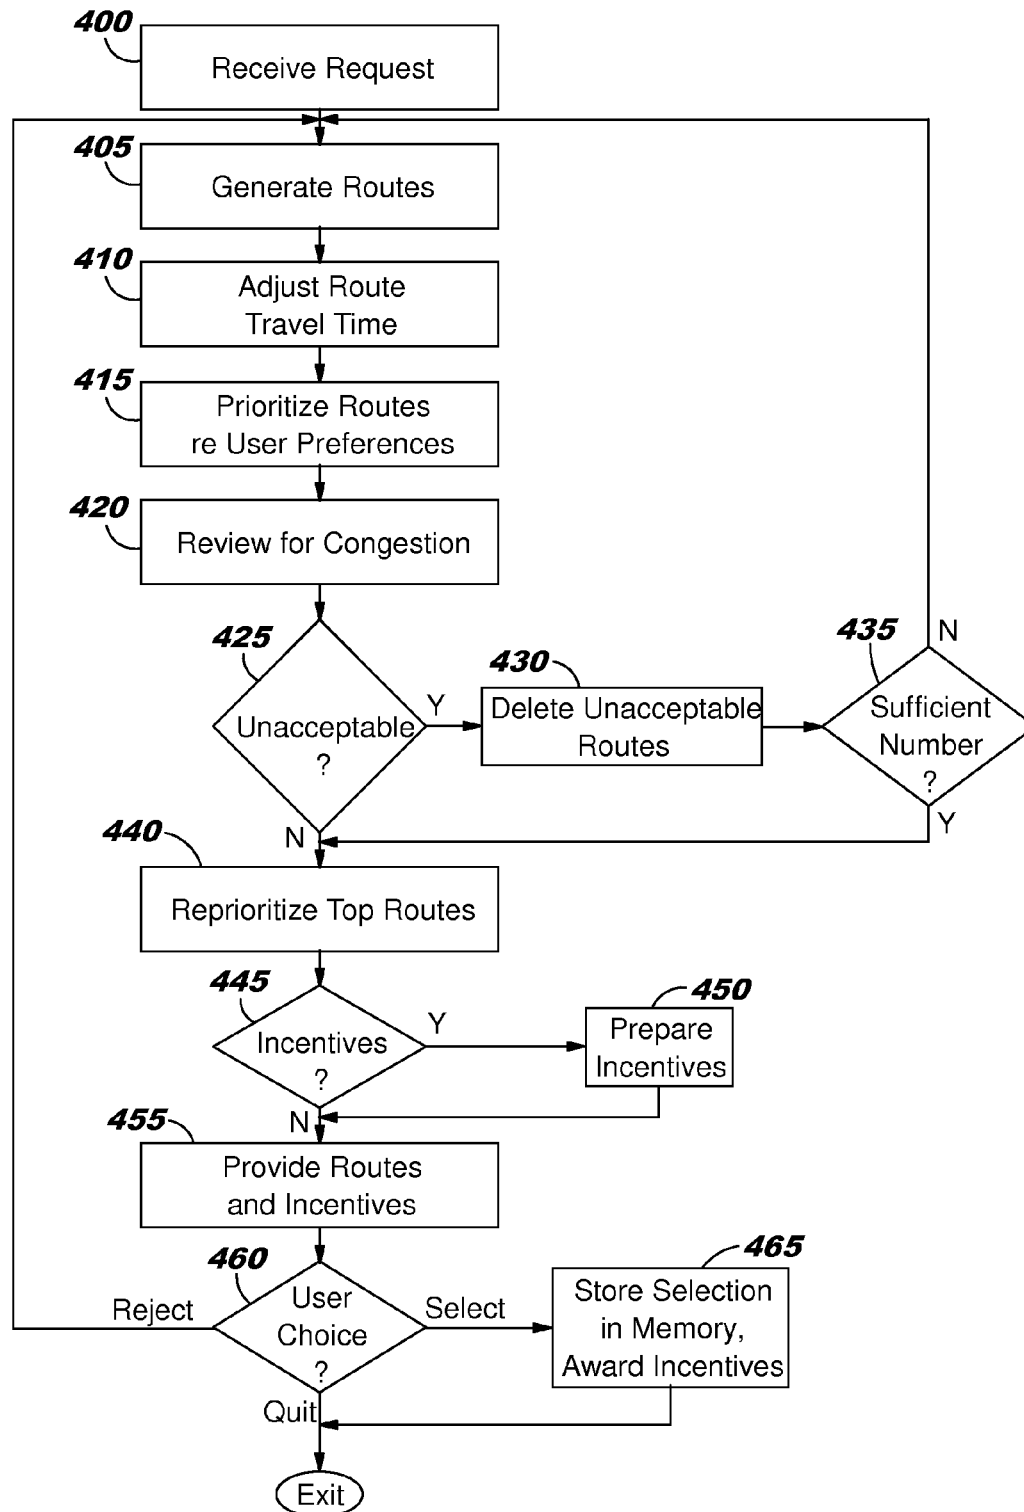 400
Receive Request
405
Generate Routes
410
Adjust Route
Travel Time
415
Prioritize Routes
re User Preferences
420
Review for Congestion
425
Unacceptable
?
Y
430
Delete Unacceptable
Routes
435
N
Sufficient
Number
?
Y
N
440
Reprioritize Top Routes
445
Incentives
?
Y
450
Prepare
Incentives
N
455
Provide Routes
and Incentives
460
User
Choice
?
Reject
Select
465
Store Selection
in Memory,
Award Incentives
Quit
Exit